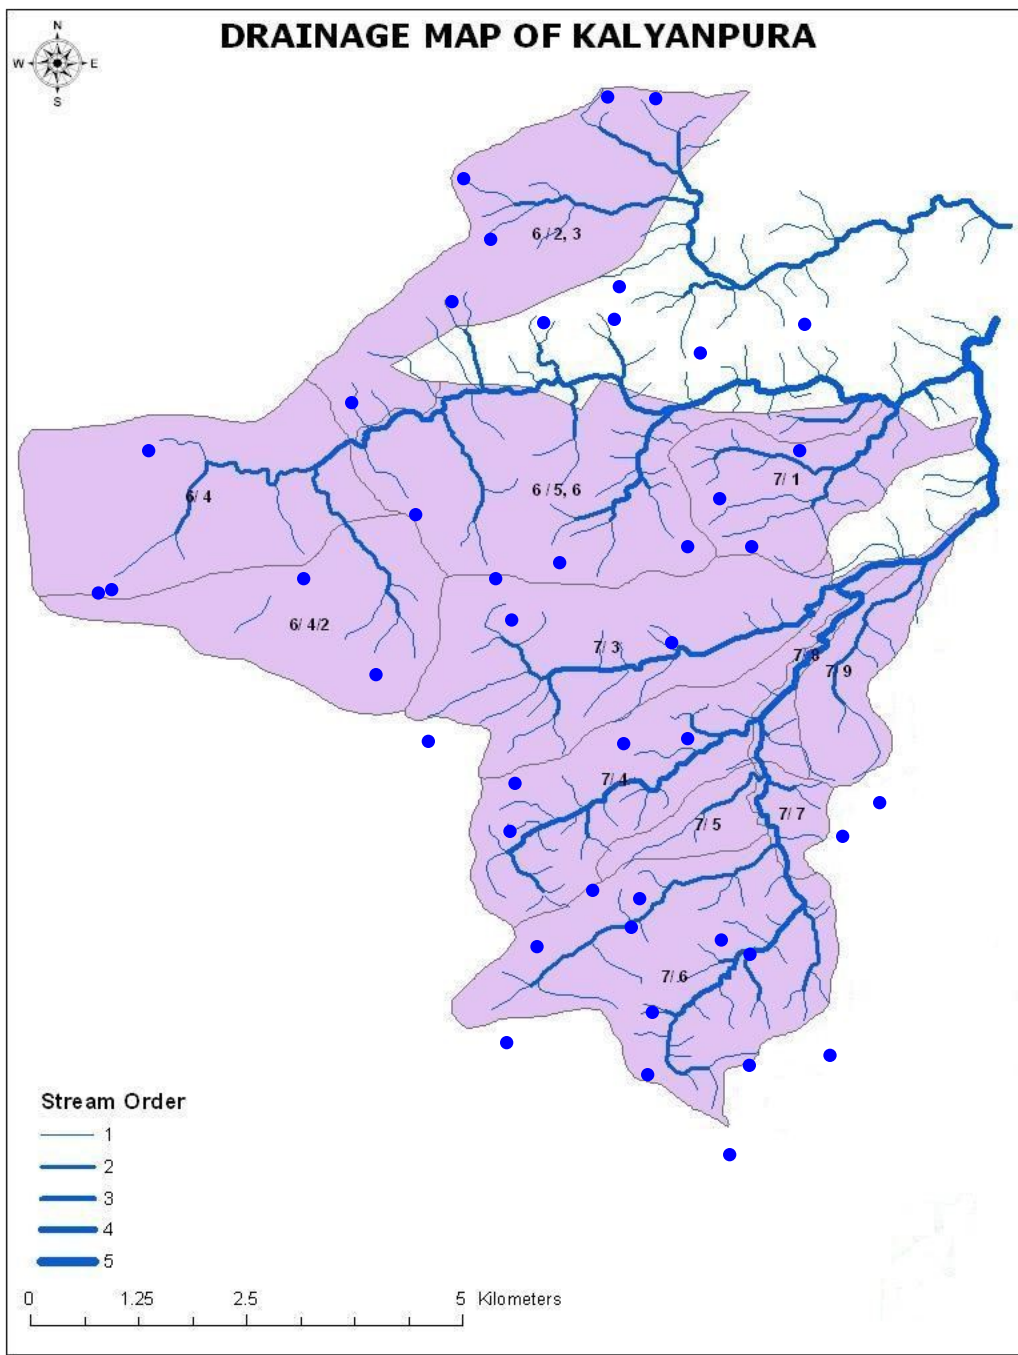 DRAINAGE MAP OF KALYANPURA
N
W E
S
6/ 2, 3
6/ 4
6/ 5, 6
7/ 1
6/ 4/2
7/ 3
7/ 8
7/ 9
7/ 4
7/ 5
7/ 7
7/ 6
Stream Order
1
2
3
4
5
0 1.25 2.5 5 Kilometers